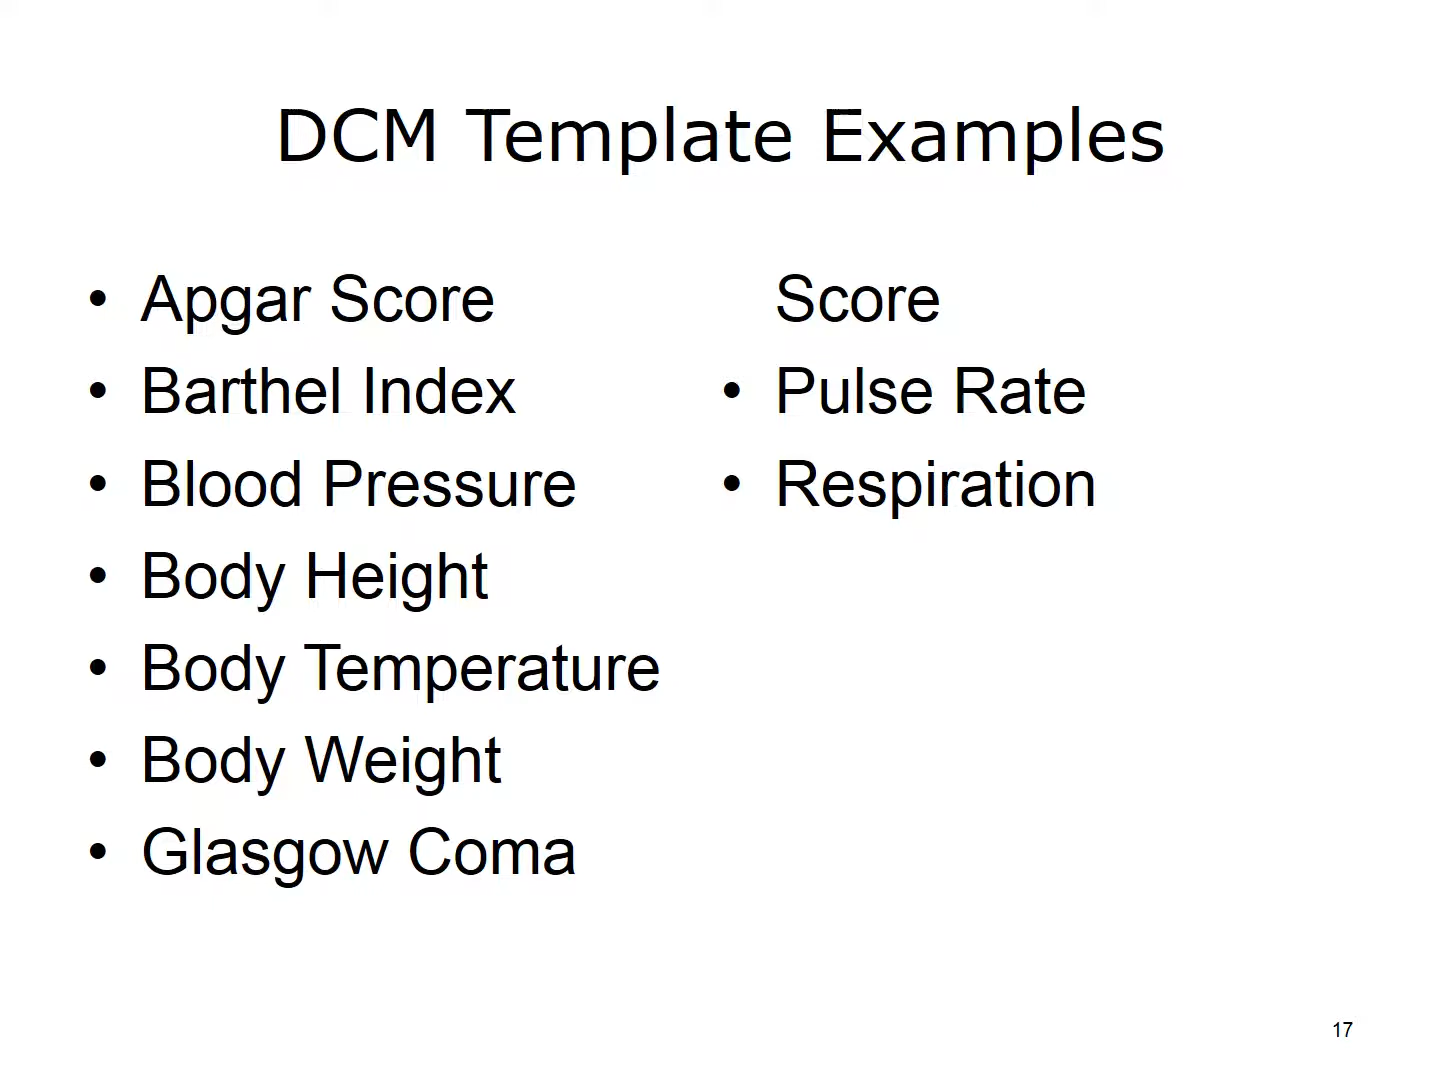 DCM Template Examples
• Apgar Score
• Barthel Index
• Blood Pressure
• Body Height
• Body Temperature
• Body Weight
• Glasgow Coma
Score
• Pulse Rate
• Respiration
17